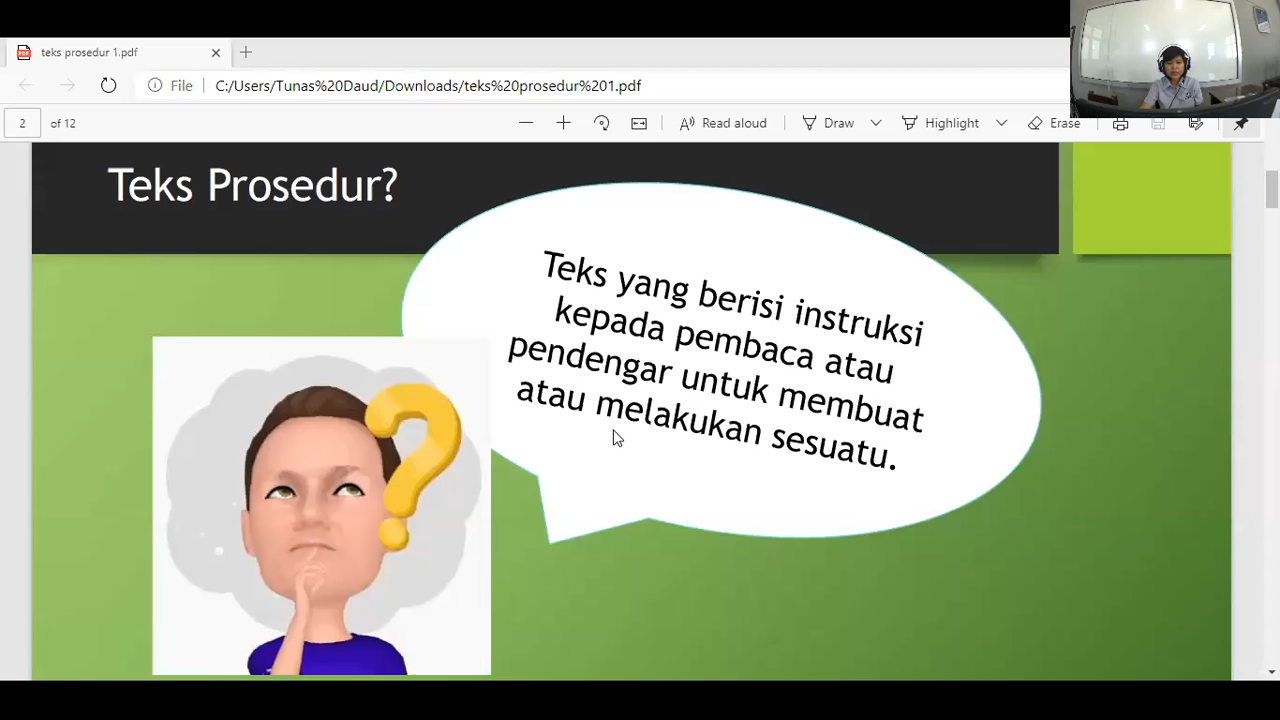 teks prosedur 1.pdf
File
C:/Users/Tunas%20Daud/Downloads/teks%20prosedur%201.pdf
2
of 12
Read aloud
Draw
Highlight
Erase
Teks Prosedur?
Teks yang berisi instruksi
kepada pembaca atau
pendengar untuk membuat
atau melakukan sesuatu.